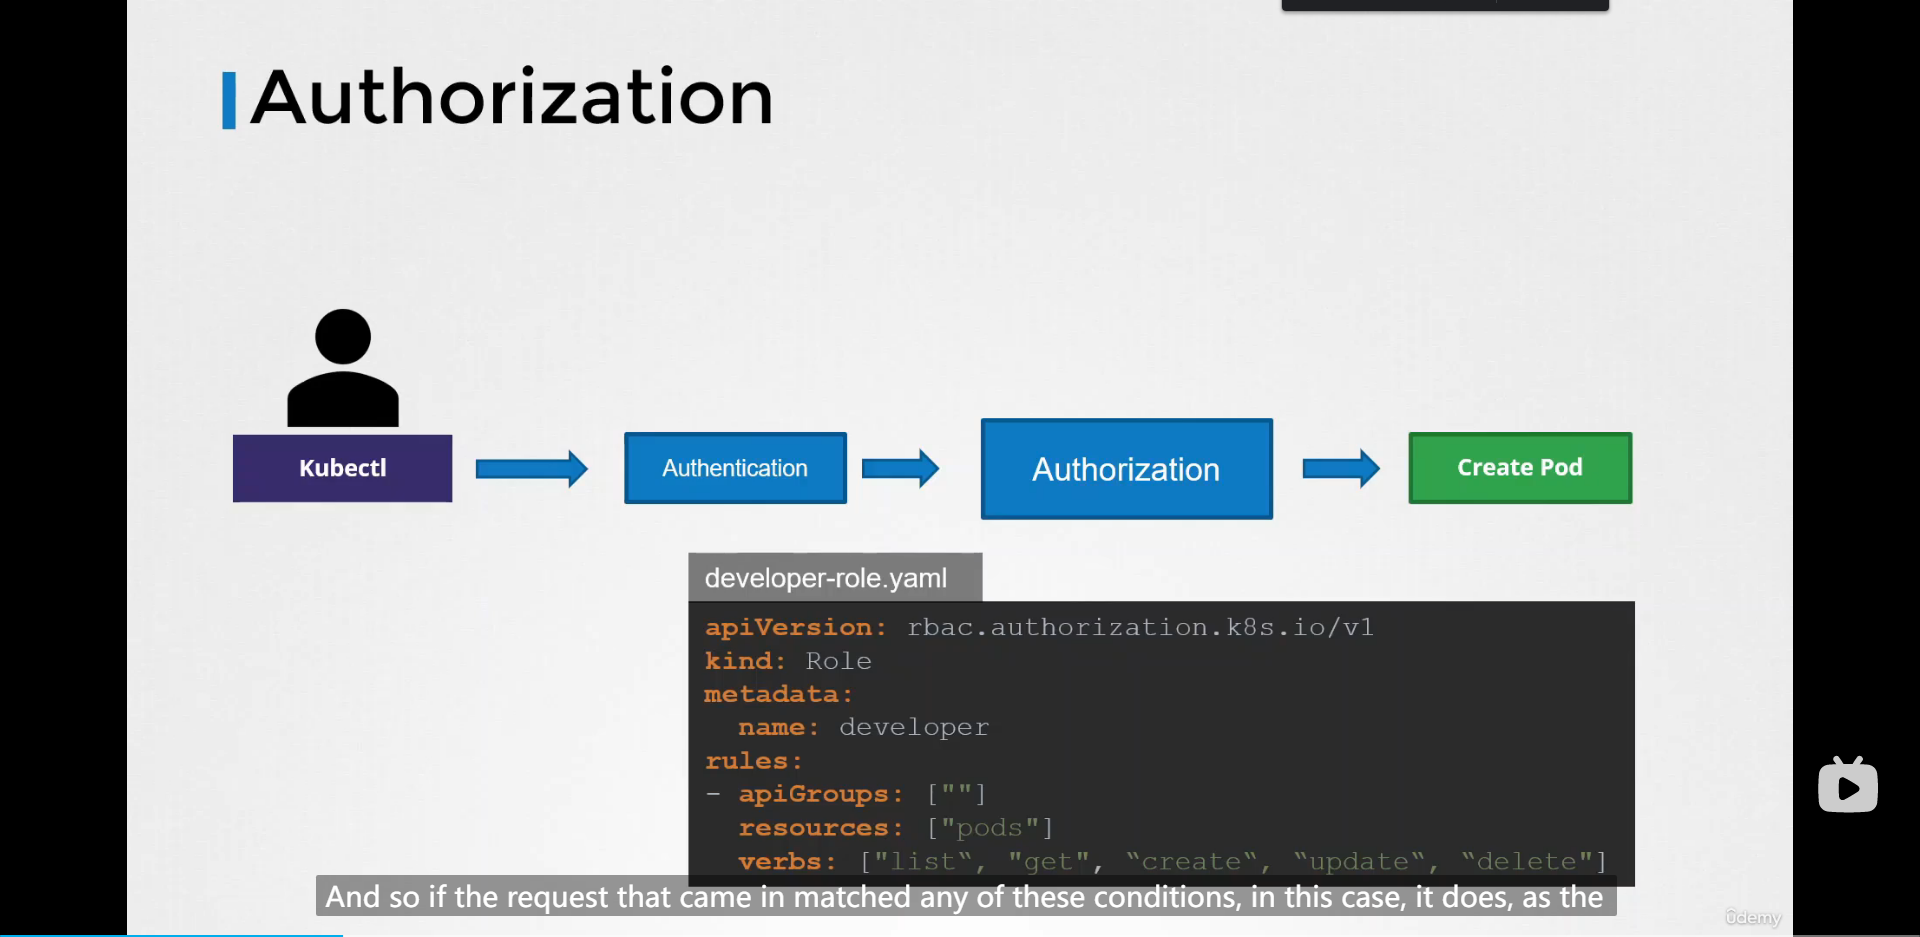 Authorization
Kubectl
Authentication
Authorization
Create Pod
developer-role.yaml
apiVersion: rbac.authorization.k8s.io/v1
kind: Role
metadata:
  name: developer
rules:
- apiGroups: [""]
  resources: ["pods"]
  verbs: ["list“, "get", “create“, “update“, “delete"]
And so if the request that came in matched any of these conditions, in this case, it does, as the
ûdemy